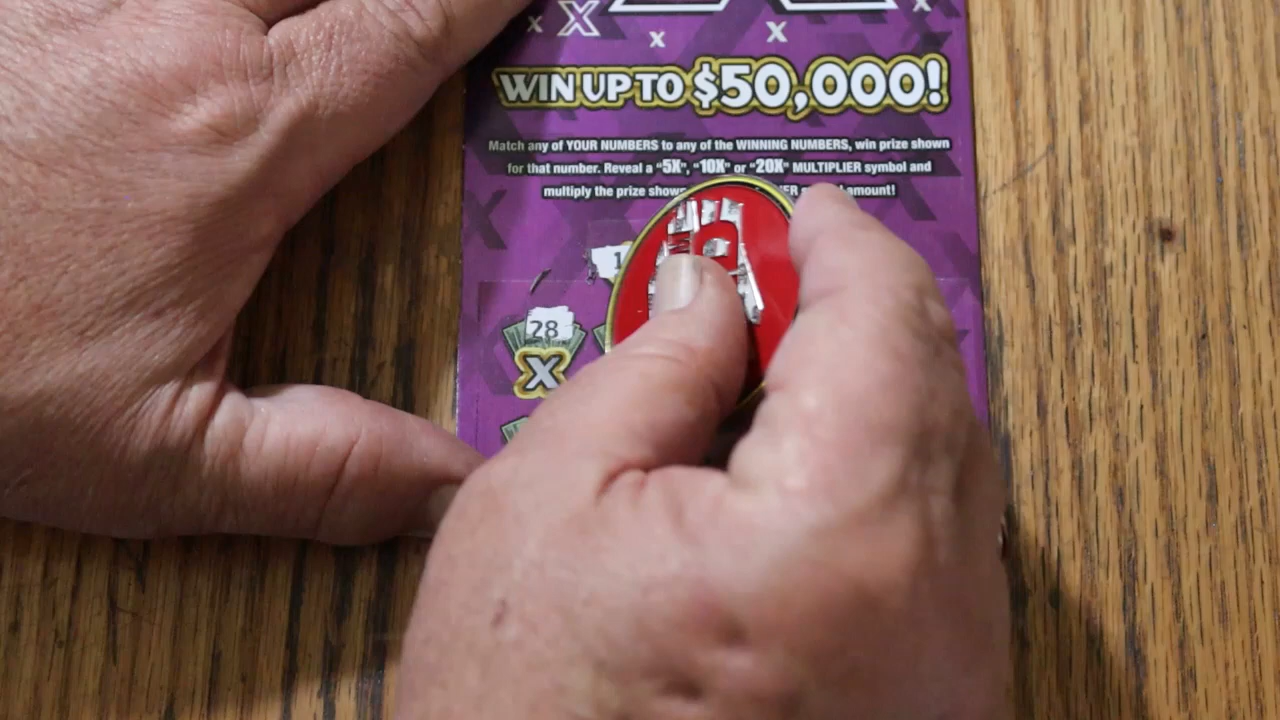 x X x x x
WIN UP TO $50,000!
Match any of YOUR NUMBERS to any of the WINNING NUMBERS, win prize shown
for that number. Reveal a "5X", "10X" or "20X" MULTIPLIER symbol and
multiply the prize amount!
1
28
X